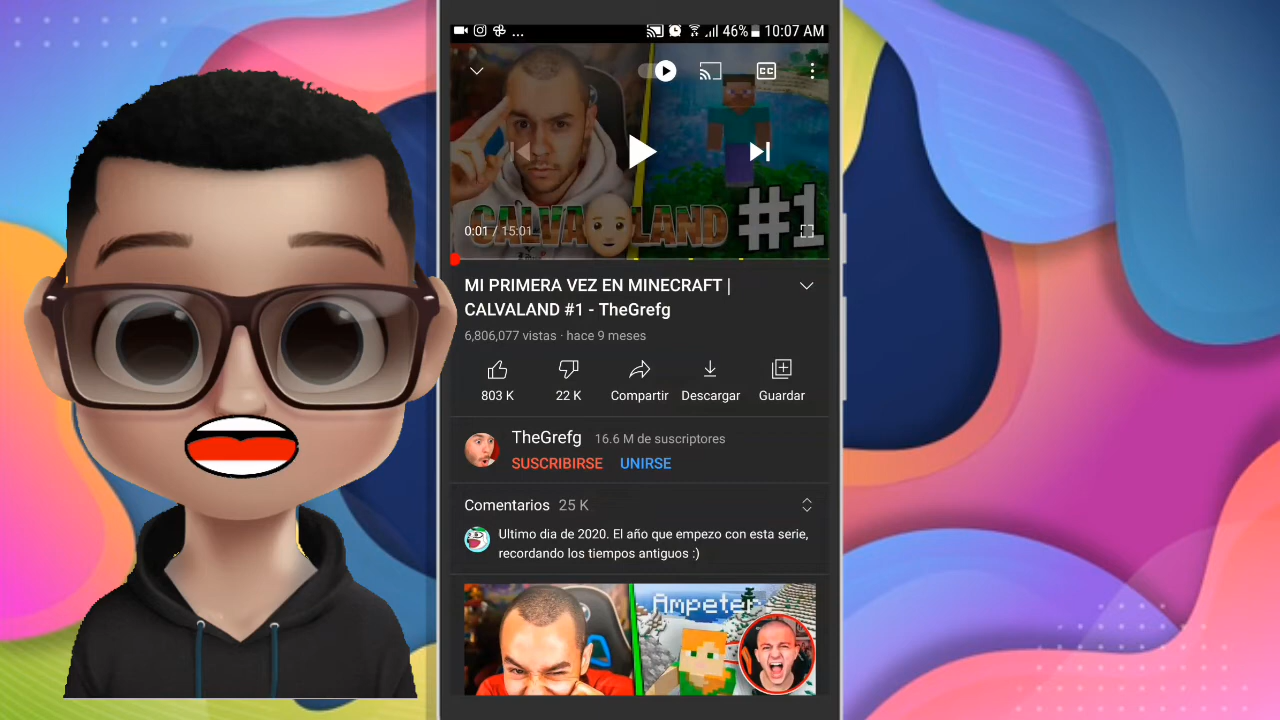 ... 46% 10:07 AM
CC
CALVALAND #1
0:01 / 15:01
MI PRIMERA VEZ EN MINECRAFT |
CALVALAND #1 - TheGrefg
6,806,077 vistas · hace 9 meses
803 K 22 K Compartir Descargar Guardar
TheGrefg 16.6 M de suscriptores
SUSCRIBIRSE UNIRSE
Comentarios 25 K
Ultimo dia de 2020. El año que empezo con esta serie,
recordando los tiempos antiguos :)
Ampeter